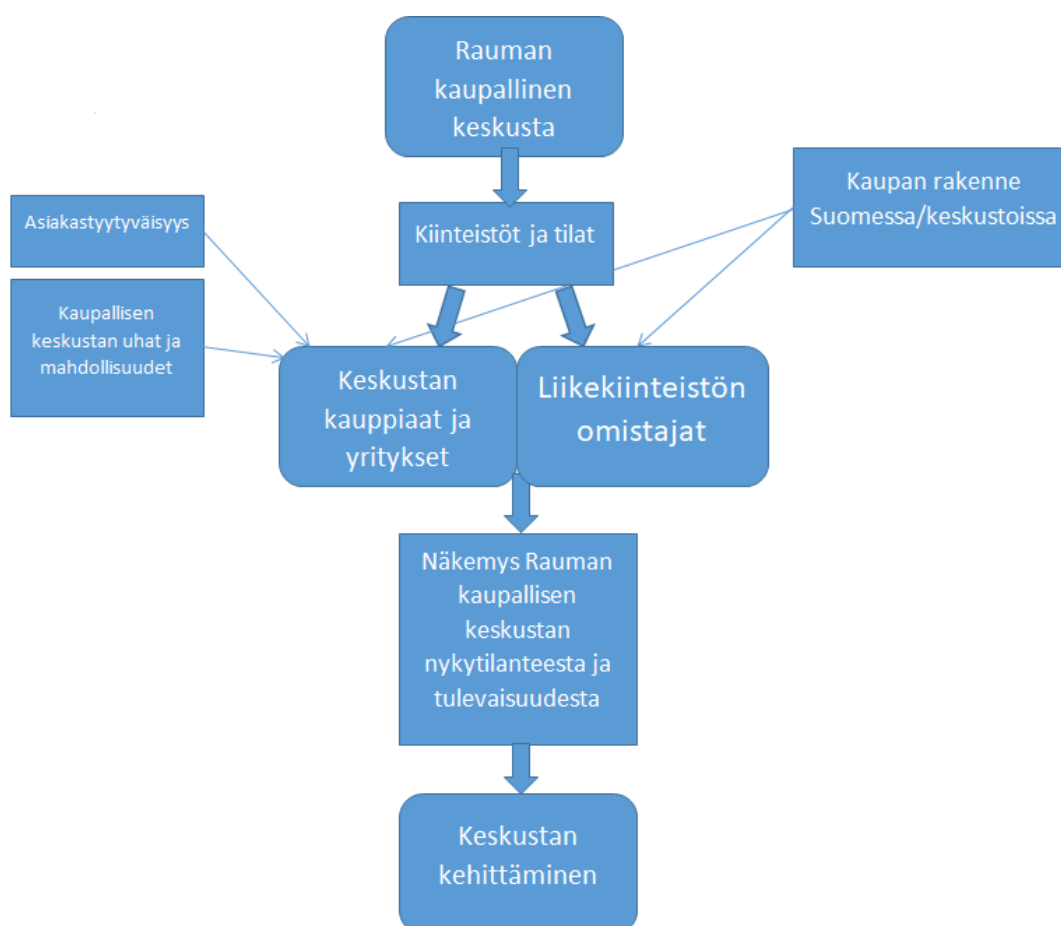 Rauman
kaupallinen
keskusta
Kaupan rakenne
Suomessa/keskustoissa
Asiakastyytyväisyys
Kiinteistöt ja tilat
Kaupallisen
keskustan uhat ja
mahdollisuudet
Keskustan
kauppiaat ja
yritykset
Liikekiinteistön
omistajat
Näkemys Rauman
kaupallisen
keskustan
nykytilanteesta ja
tulevaisuudesta
Keskustan
kehittäminen